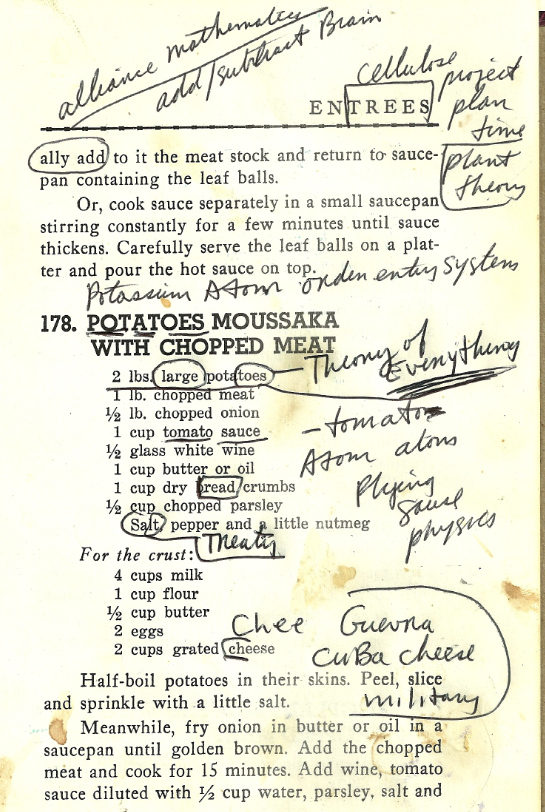 alliance mathematics
add/subtract Brain
cellulose project
plan
time
ENTREES
plant
theory
ally add to it the meat stock and return to sauce-
pan containing the leaf balls.
Or, cook sauce separately in a small saucepan
stirring constantly for a few minutes until sauce
thickens. Carefully serve the leaf balls on a plat-
ter and pour the hot sauce on top.
Potassium Atom orden entry System
178. POTATOES MOUSSAKA
WITH CHOPPED MEAT
2 lbs. large potatoes
Theory of
Everything
1 lb. chopped meat
½ lb. chopped onion
1 cup tomato sauce
- tomato
Atom atoms
½ glass white wine
1 cup butter or oil
1 cup dry bread crumbs
½ cup chopped parsley
Salt, pepper and a little nutmeg
sause
physics
Treaty
For the crust:
4 cups milk
1 cup flour
½ cup butter
2 eggs
2 cups grated cheese
Chee Guevra
CuBa cheese
military
Half-boil potatoes in their skins. Peel, slice
and sprinkle with a little salt.
Meanwhile, fry onion in butter or oil in a
saucepan until golden brown. Add the chopped
meat and cook for 15 minutes. Add wine, tomato
sauce diluted with ½ cup water, parsley, salt and